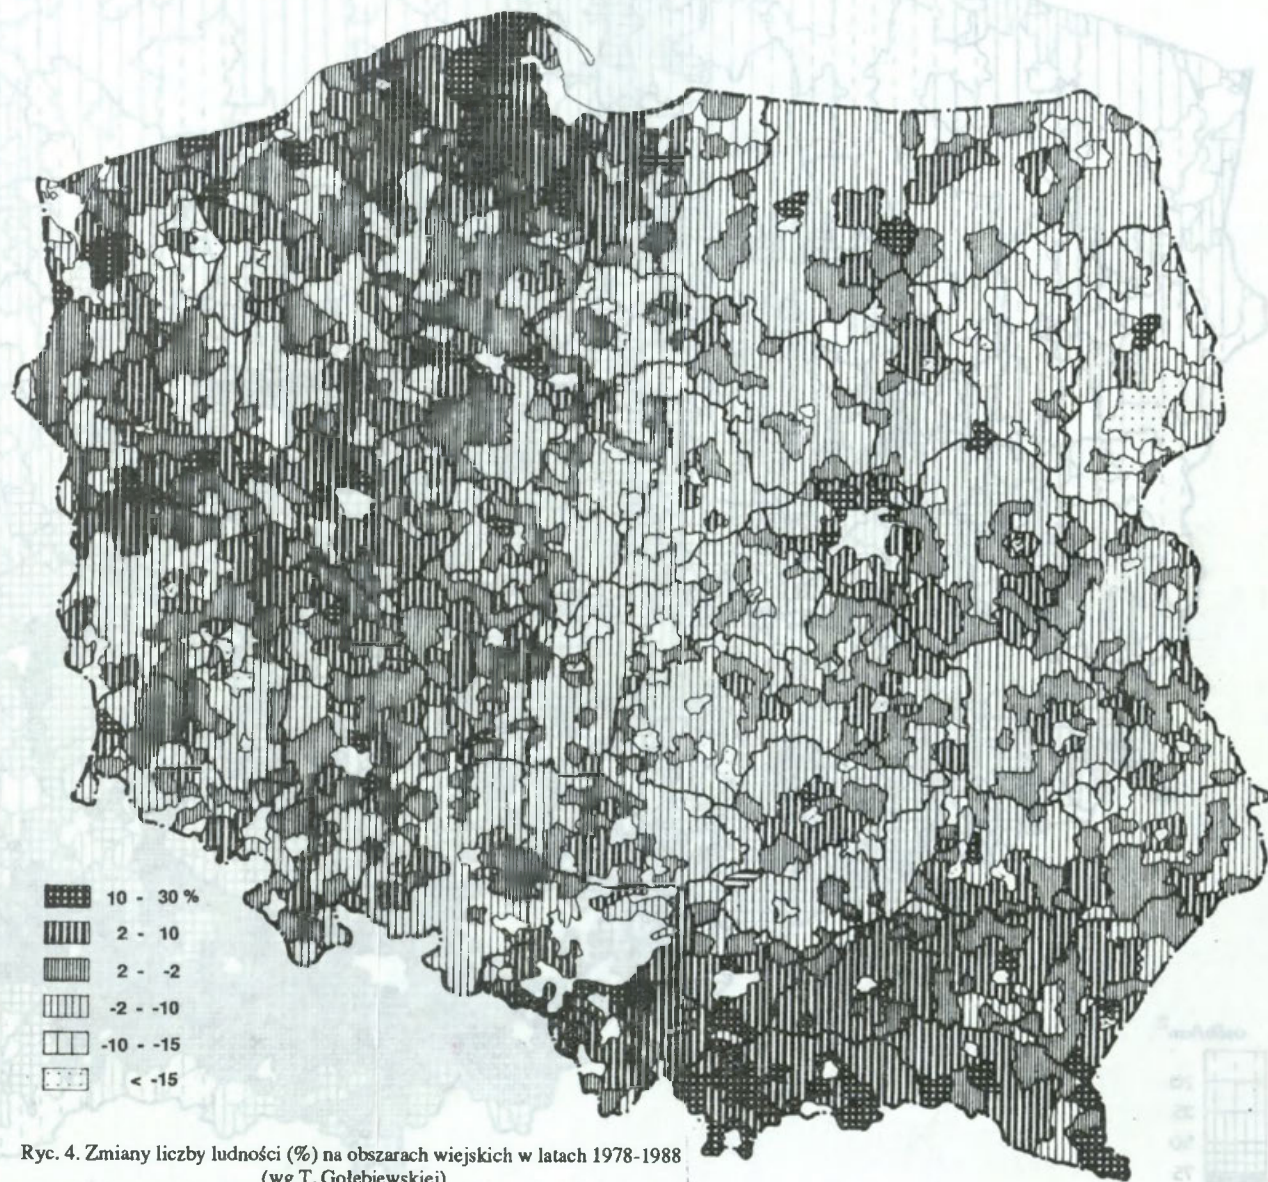 10 - 30 %
2 - 10
2 - -2
-2 - -10
-10 - -15
< -15
Ryc. 4. Zmiany liczby ludności (%) na obszarach wiejskich w latach 1978-1988
(wg T. Gołębiewskiej)